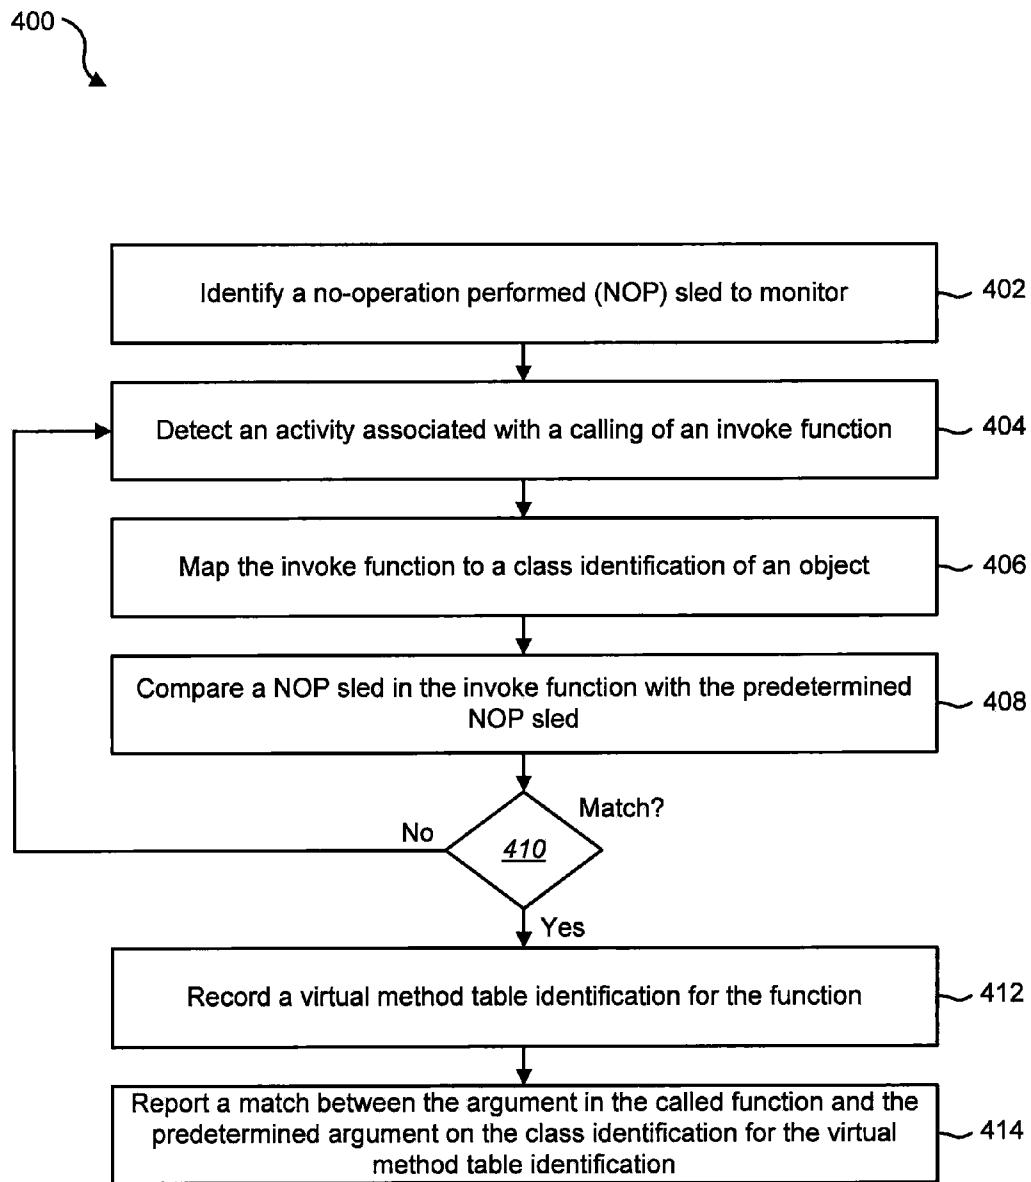 400
Identify a no-operation performed (NOP) sled to monitor
402
Detect an activity associated with a calling of an invoke function
404
Map the invoke function to a class identification of an object
406
Compare a NOP sled in the invoke function with the predetermined
NOP sled
408
Match?
No
410
Yes
Record a virtual method table identification for the function
412
Report a match between the argument in the called function and the
predetermined argument on the class identification for the virtual
method table identification
414